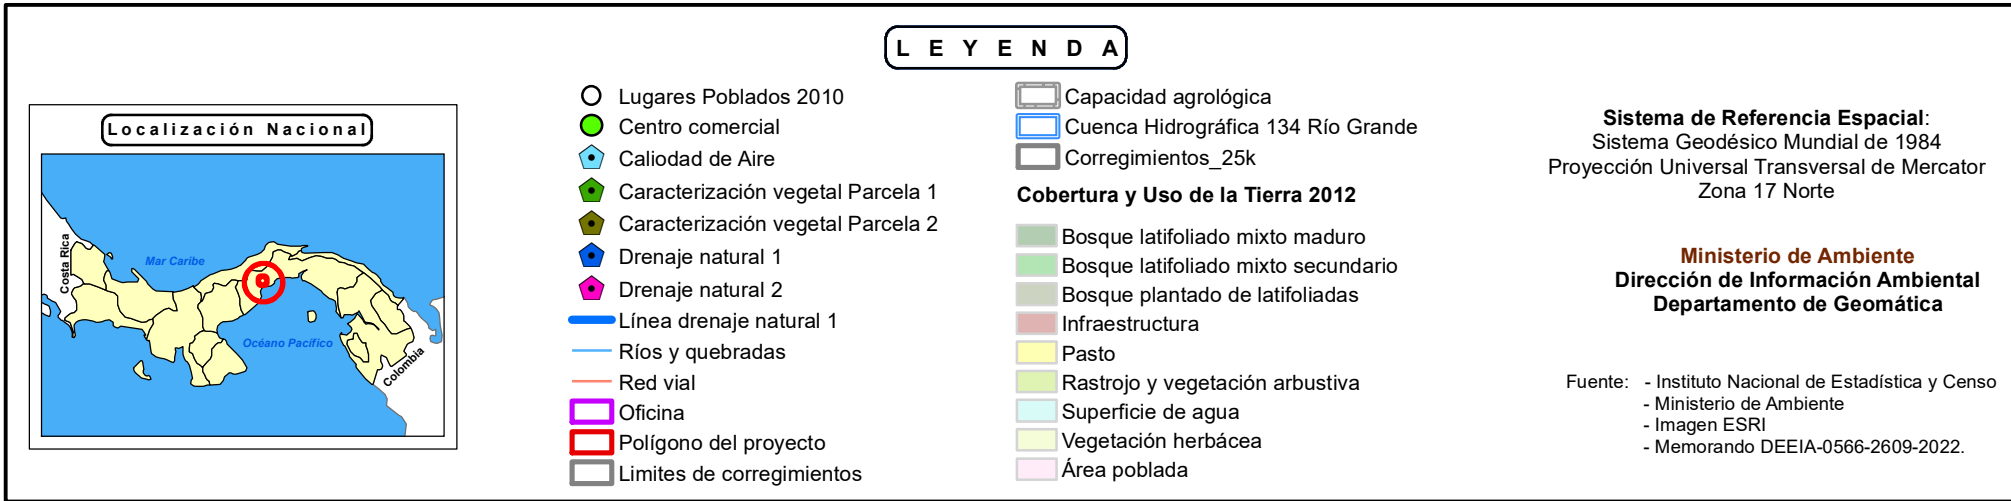 L E Y E N D A
Localización Nacional
Costa Rica
Mar Caribe
Océano Pacífico
Colombia
Lugares Poblados 2010
Centro comercial
Caliodad de Aire
Caracterización vegetal Parcela 1
Caracterización vegetal Parcela 2
Drenaje natural 1
Drenaje natural 2
Línea drenaje natural 1
Ríos y quebradas
Red vial
Oficina
Polígono del proyecto
Limites de corregimientos
Capacidad agrológica
Cuenca Hidrográfica 134 Río Grande
Corregimientos_25k
Cobertura y Uso de la Tierra 2012
Bosque latifoliado mixto maduro
Bosque latifoliado mixto secundario
Bosque plantado de latifoliadas
Infraestructura
Pasto
Rastrojo y vegetación arbustiva
Superficie de agua
Vegetación herbácea
Área poblada
Sistema de Referencia Espacial:
Sistema Geodésico Mundial de 1984
Proyección Universal Transversal de Mercator
Zona 17 Norte
Ministerio de Ambiente
Dirección de Información Ambiental
Departamento de Geomática
Fuente: - Instituto Nacional de Estadística y Censo
- Ministerio de Ambiente
- Imagen ESRI
- Memorando DEEIA-0566-2609-2022.